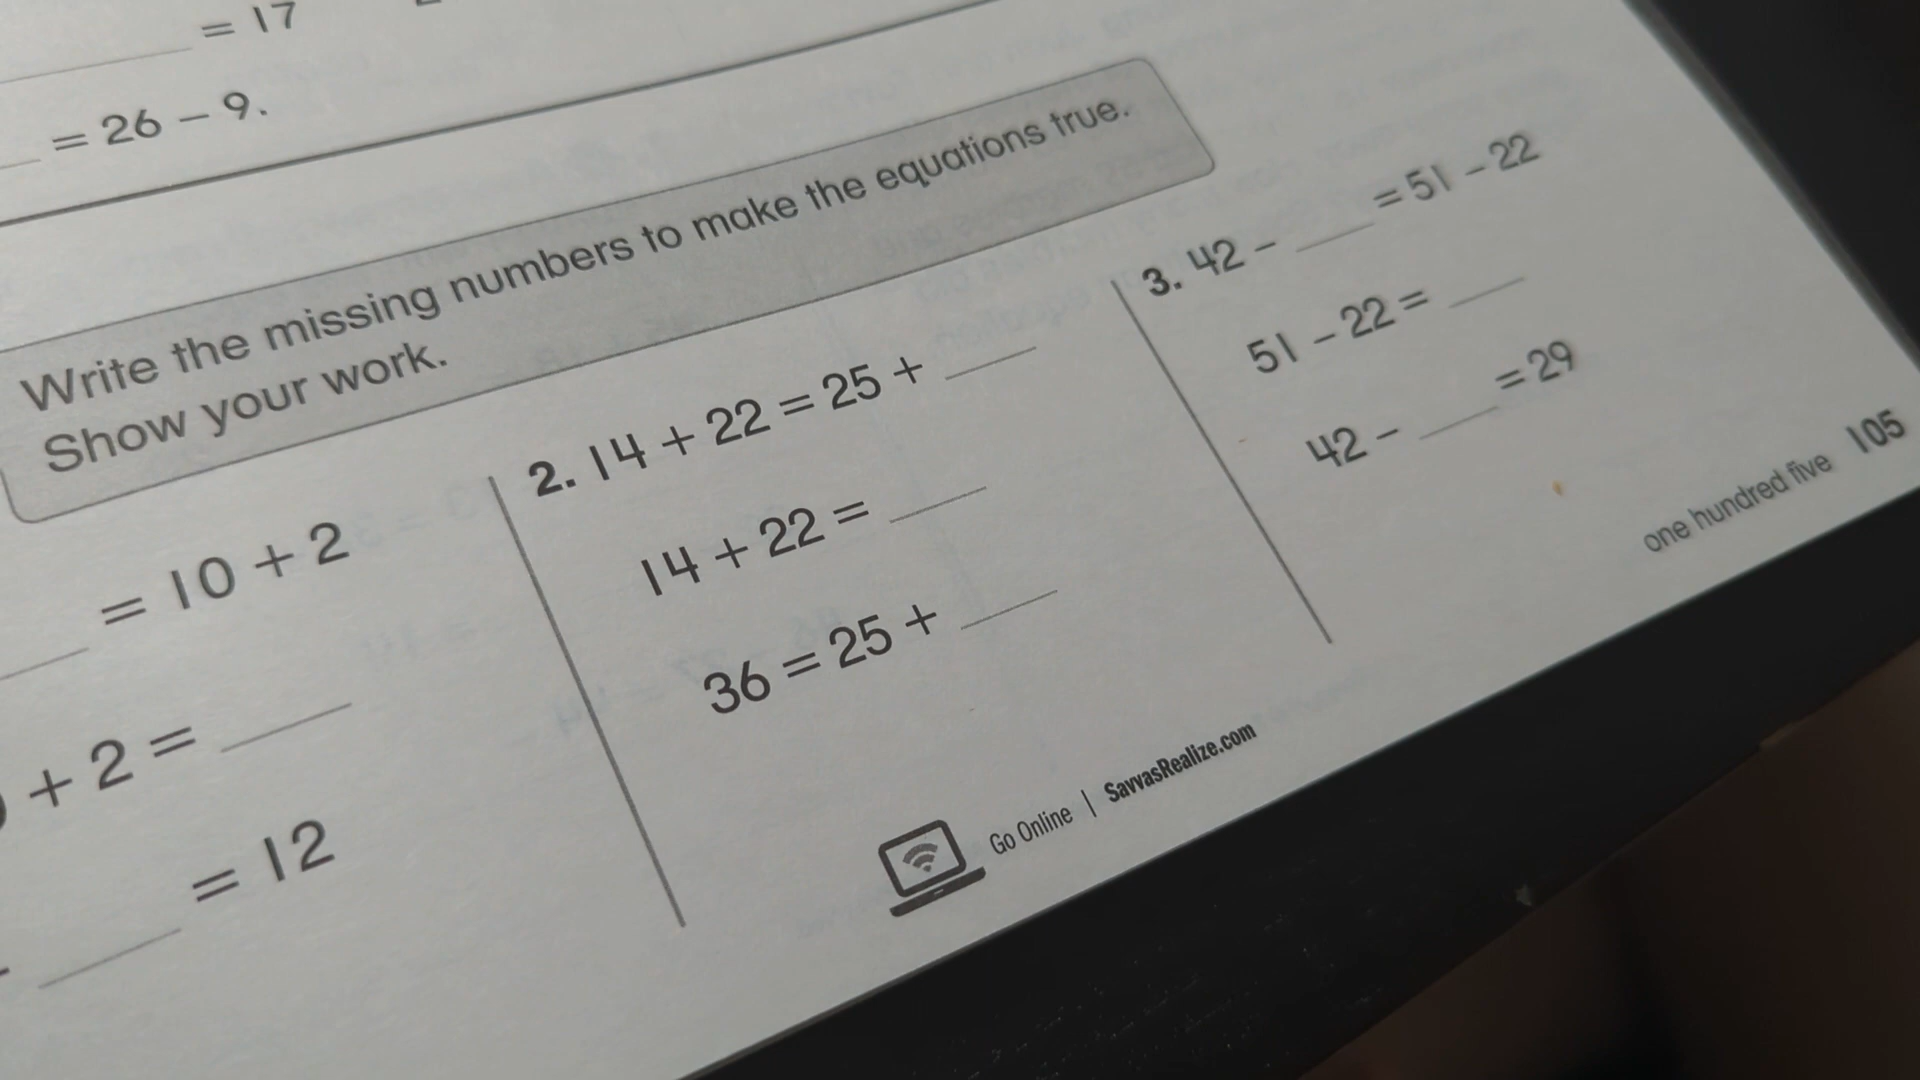 = 17
= 26 – 9.
Write the missing numbers to make the equations true.
Show your work.
= 10 + 2
+ 2 =
= 12
2. 14 + 22 = 25 +
14 + 22 =
36 = 25 +
3. 42 – ____ = 51 – 22
51 – 22 =
42 – ____ = 29
Go Online | SavvasRealize.com
one hundred five 105